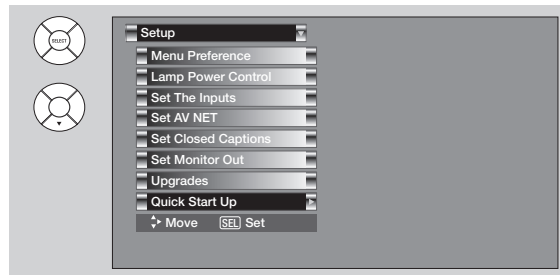 SELECT
Setup
Menu Preference
Lamp Power Control
Set The Inputs
Set AV NET
Set Closed Captions
Set Monitor Out
Upgrades
Quick Start Up
Move SEL Set